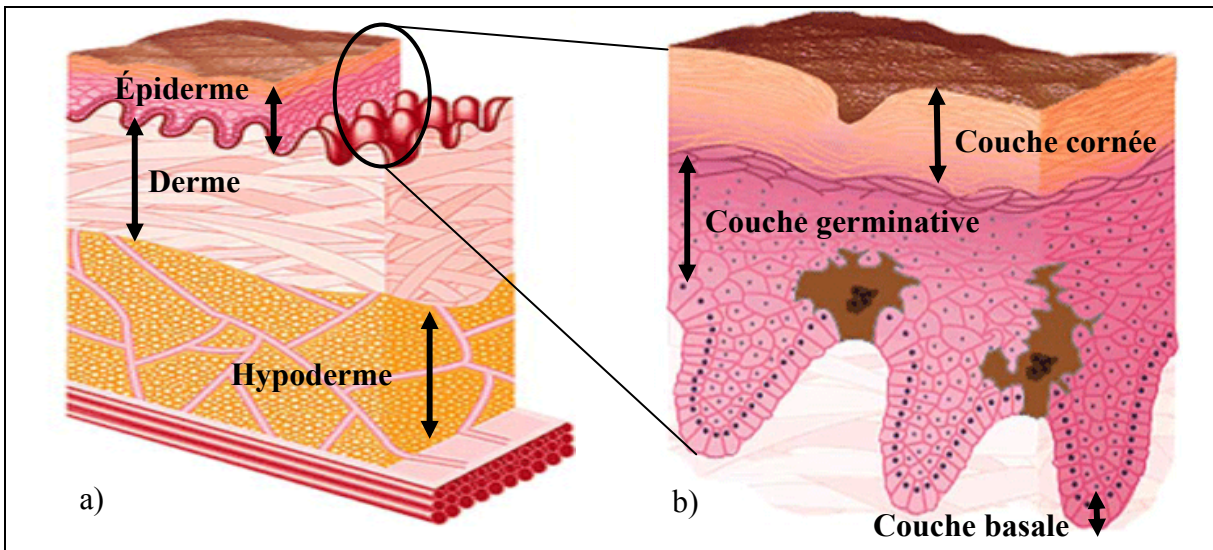 Épiderme
Derme
Hypoderme
a)
Couche cornée
Couche germinative
Couche basale
b)